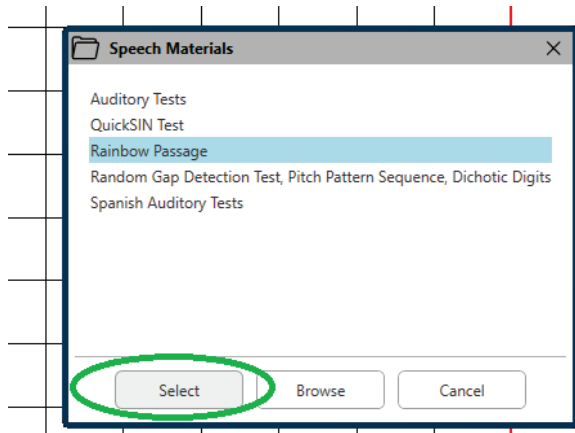 Speech Materials
Auditory Tests
QuickSIN Test
Rainbow Passage
Random Gap Detection Test, Pitch Pattern Sequence, Dichotic Digits
Spanish Auditory Tests
Select Browse Cancel